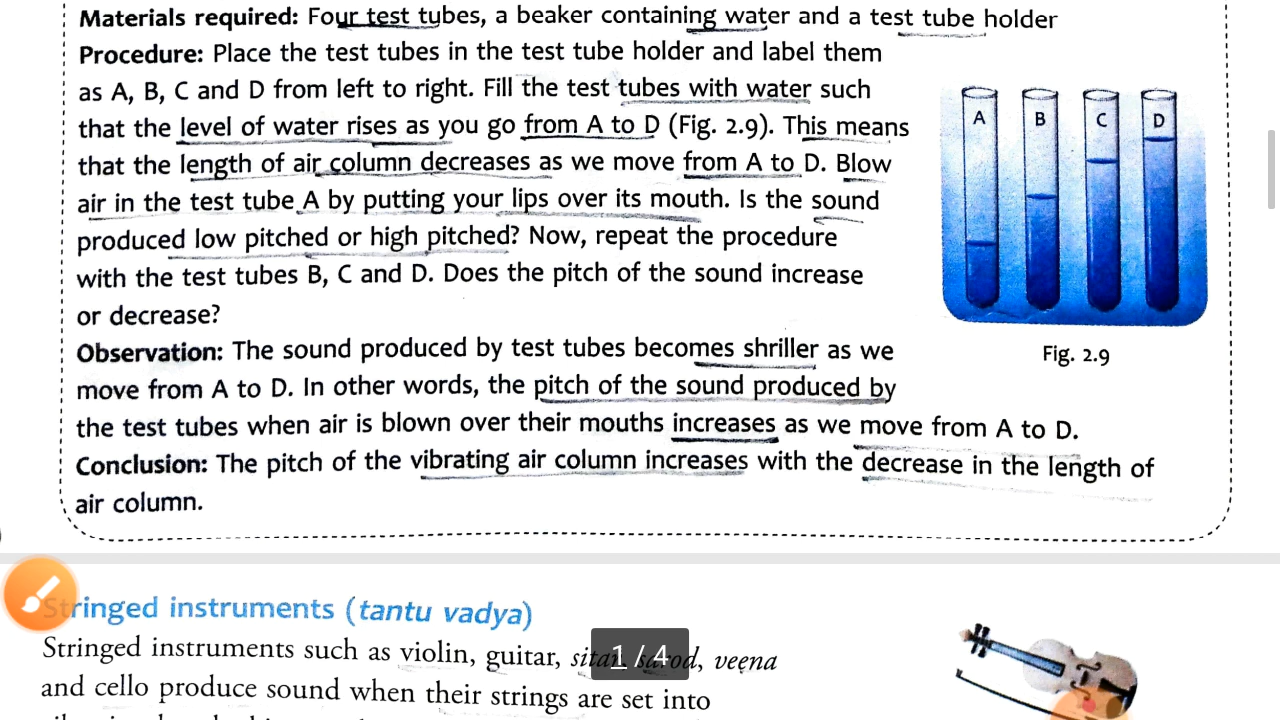 Materials required: Four test tubes, a beaker containing water and a test tube holder
Procedure: Place the test tubes in the test tube holder and label them
as A, B, C and D from left to right. Fill the test tubes with water such
that the level of water rises as you go from A to D (Fig. 2.9). This means
that the length of air column decreases as we move from A to D. Blow
air in the test tube A by putting your lips over its mouth. Is the sound
produced low pitched or high pitched? Now, repeat the procedure
with the test tubes B, C and D. Does the pitch of the sound increase
or decrease?
A B C D
Fig. 2.9
Observation: The sound produced by test tubes becomes shriller as we
move from A to D. In other words, the pitch of the sound produced by
the test tubes when air is blown over their mouths increases as we move from A to D.
Conclusion: The pitch of the vibrating air column increases with the decrease in the length of
air column.
Stringed instruments (tantu vadya)
Stringed instruments such as violin, guitar, sitar, sarod, veena
1 / 4
and cello produce sound when their strings are set into